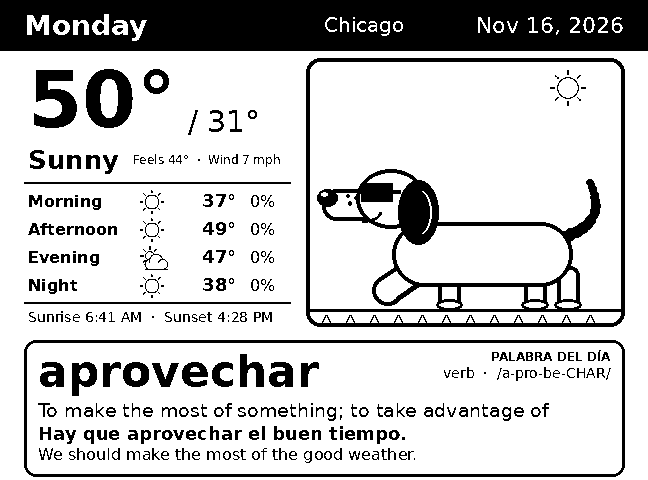 Monday Chicago Nov 16, 2026
50° / 31°
Sunny Feels 44° · Wind 7 mph
Morning 37° 0%
Afternoon 49° 0%
Evening 47° 0%
Night 38° 0%
Sunrise 6:41 AM · Sunset 4:28 PM
aprovechar
PALABRA DEL DÍA
verb · /a-pro-be-CHAR/
To make the most of something; to take advantage of
Hay que aprovechar el buen tiempo.
We should make the most of the good weather.